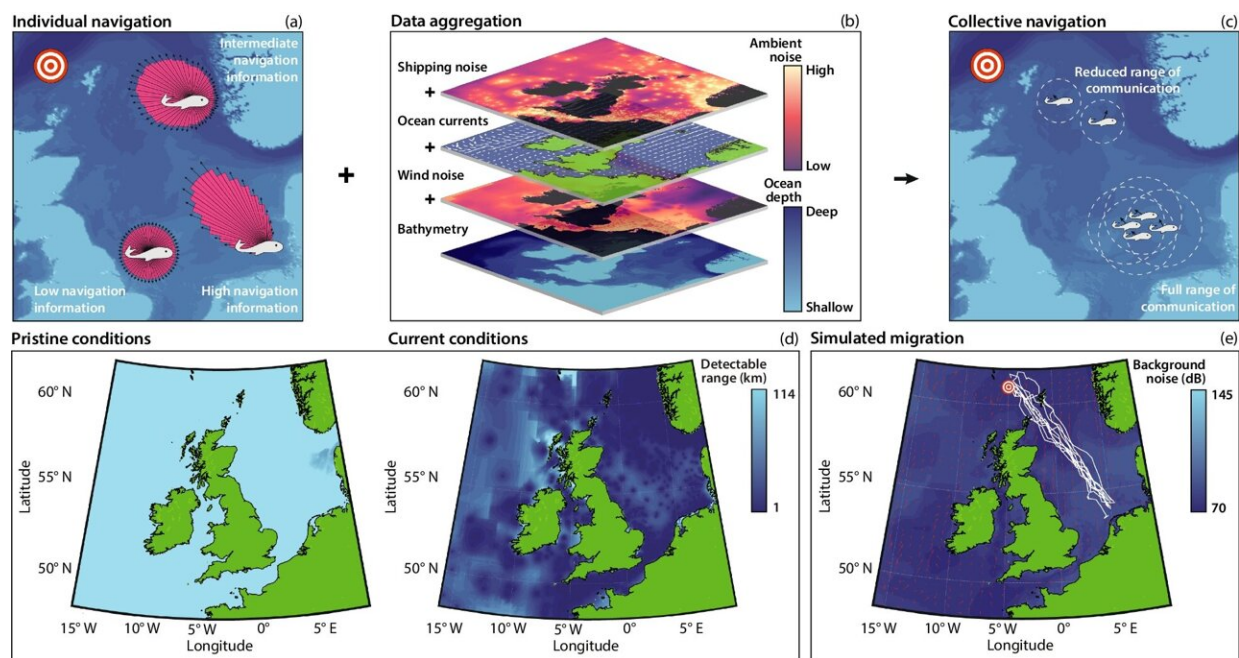 Individual navigation
(a)
Intermediate
navigation
information
Low navigation
information
High navigation
information
+
Data aggregation
(b)
Shipping noise
+
Ocean currents
+
Wind noise
+
Bathymetry
Ambient
noise
High
Low
Ocean
depth
Deep
Shallow
Collective navigation
(c)
Reduced range of
communication
Full range of
communication
Pristine conditions
60° N
55° N
50° N
Latitude
15° W
10° W
5° W
0°
5° E
Longitude
Current conditions
(d)
Detectable
range (km)
114
1
60° N
55° N
50° N
Latitude
15° W
10° W
5° W
0°
5° E
Longitude
Simulated migration
(e)
Background
noise (dB)
145
70
60° N
55° N
50° N
Latitude
15° W
10° W
5° W
0°
5° E
Longitude